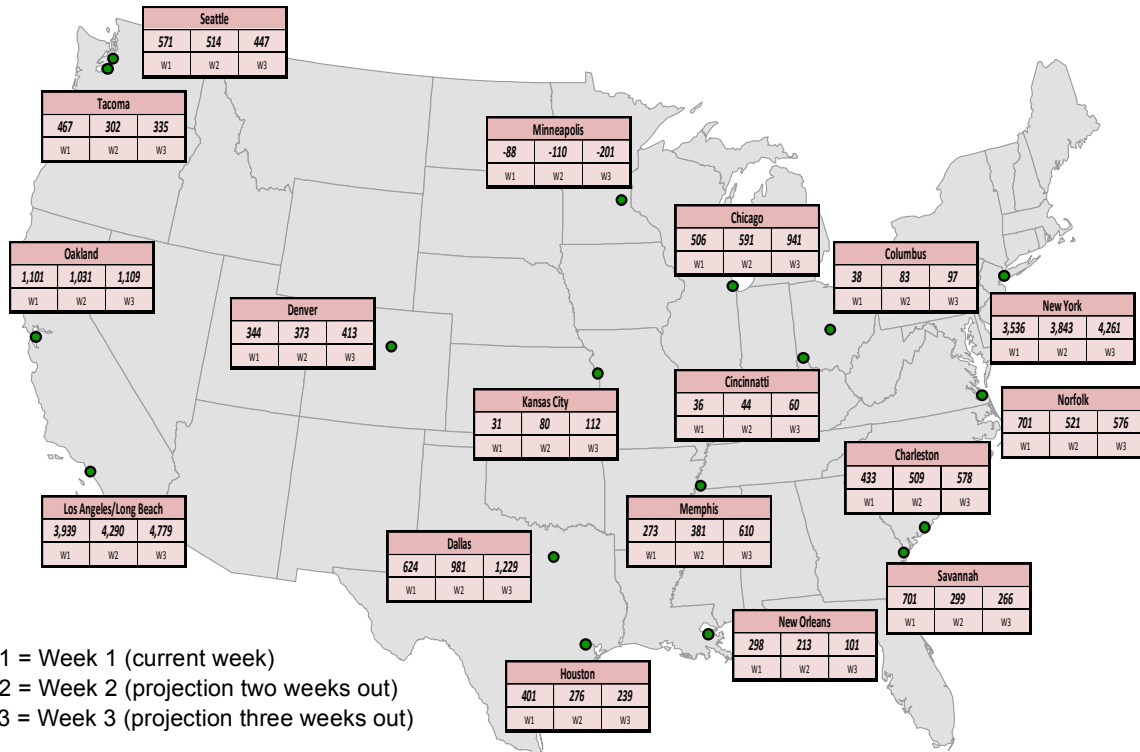 Seattle
571 514 447
W1 W2 W3
Tacoma
467 302 335
W1 W2 W3
Minneapolis
-88 -110 -201
W1 W2 W3
Chicago
506 591 941
W1 W2 W3
Oakland
1,101 1,031 1,109
W1 W2 W3
Columbus
38 83 97
W1 W2 W3
Denver
344 373 413
W1 W2 W3
New York
3,536 3,843 4,261
W1 W2 W3
Cincinnatti
36 44 60
W1 W2 W3
Kansas City
31 80 112
W1 W2 W3
Norfolk
701 521 576
W1 W2 W3
Charleston
433 509 578
W1 W2 W3
Los Angeles/Long Beach
3,939 4,290 4,779
W1 W2 W3
Memphis
273 381 610
W1 W2 W3
Dallas
624 981 1,229
W1 W2 W3
Savannah
701 299 266
W1 W2 W3
New Orleans
298 213 101
W1 W2 W3
Houston
401 276 239
W1 W2 W3
1 = Week 1 (current week)
2 = Week 2 (projection two weeks out)
3 = Week 3 (projection three weeks out)